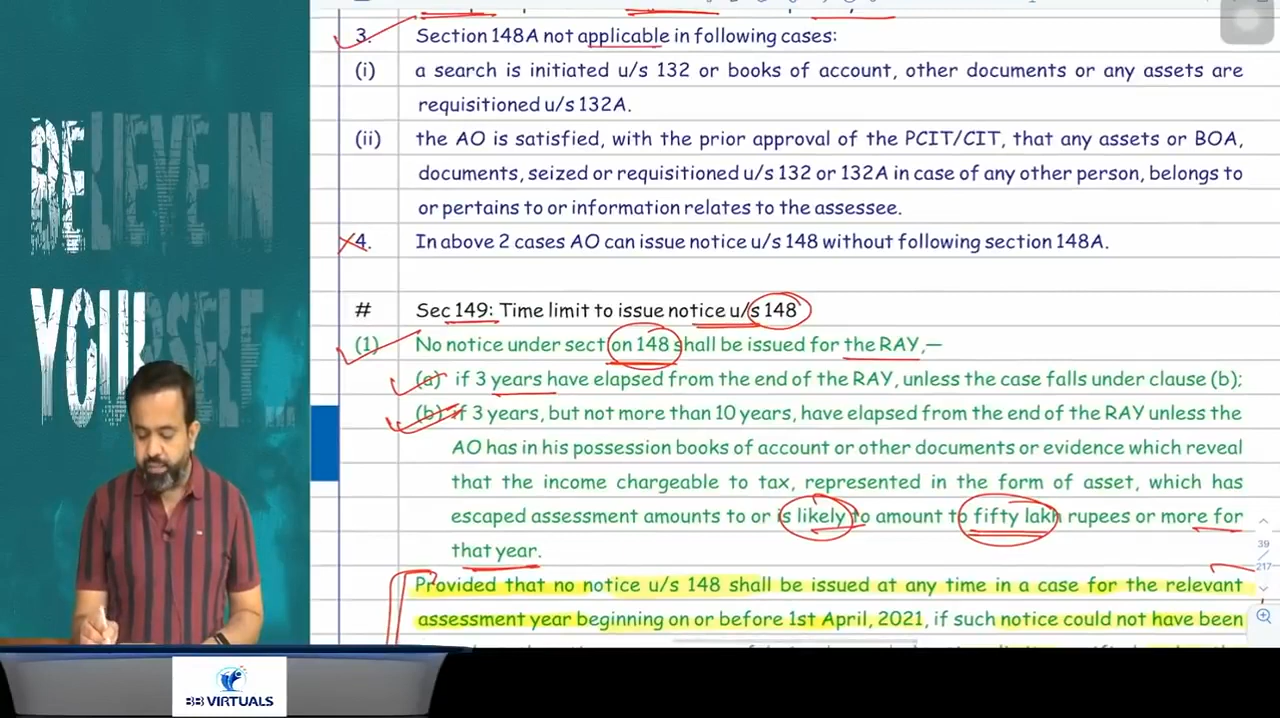 3. Section 148A not applicable in following cases:
(i) a search is initiated u/s 132 or books of account, other documents or any assets are
requisitioned u/s 132A.
(ii) the AO is satisfied, with the prior approval of the PCIT/CIT, that any assets or BOA,
documents, seized or requisitioned u/s 132 or 132A in case of any other person, belongs to
or pertains to or information relates to the assessee.
4. In above 2 cases AO can issue notice u/s 148 without following section 148A.
# Sec 149: Time limit to issue notice u/s 148
(1) No notice under section 148 shall be issued for the RAY,—
(a) if 3 years have elapsed from the end of the RAY, unless the case falls under clause (b);
(b) if 3 years, but not more than 10 years, have elapsed from the end of the RAY unless the
AO has in his possession books of account or other documents or evidence which reveal
that the income chargeable to tax, represented in the form of asset, which has
escaped assessment amounts to or is likely to amount to fifty lakh rupees or more for
that year.
Provided that no notice u/s 148 shall be issued at any time in a case for the relevant
assessment year beginning on or before 1st April, 2021, if such notice could not have been
BELIEVE IN
YOURSELF...
39
217
BB VIRTUALS